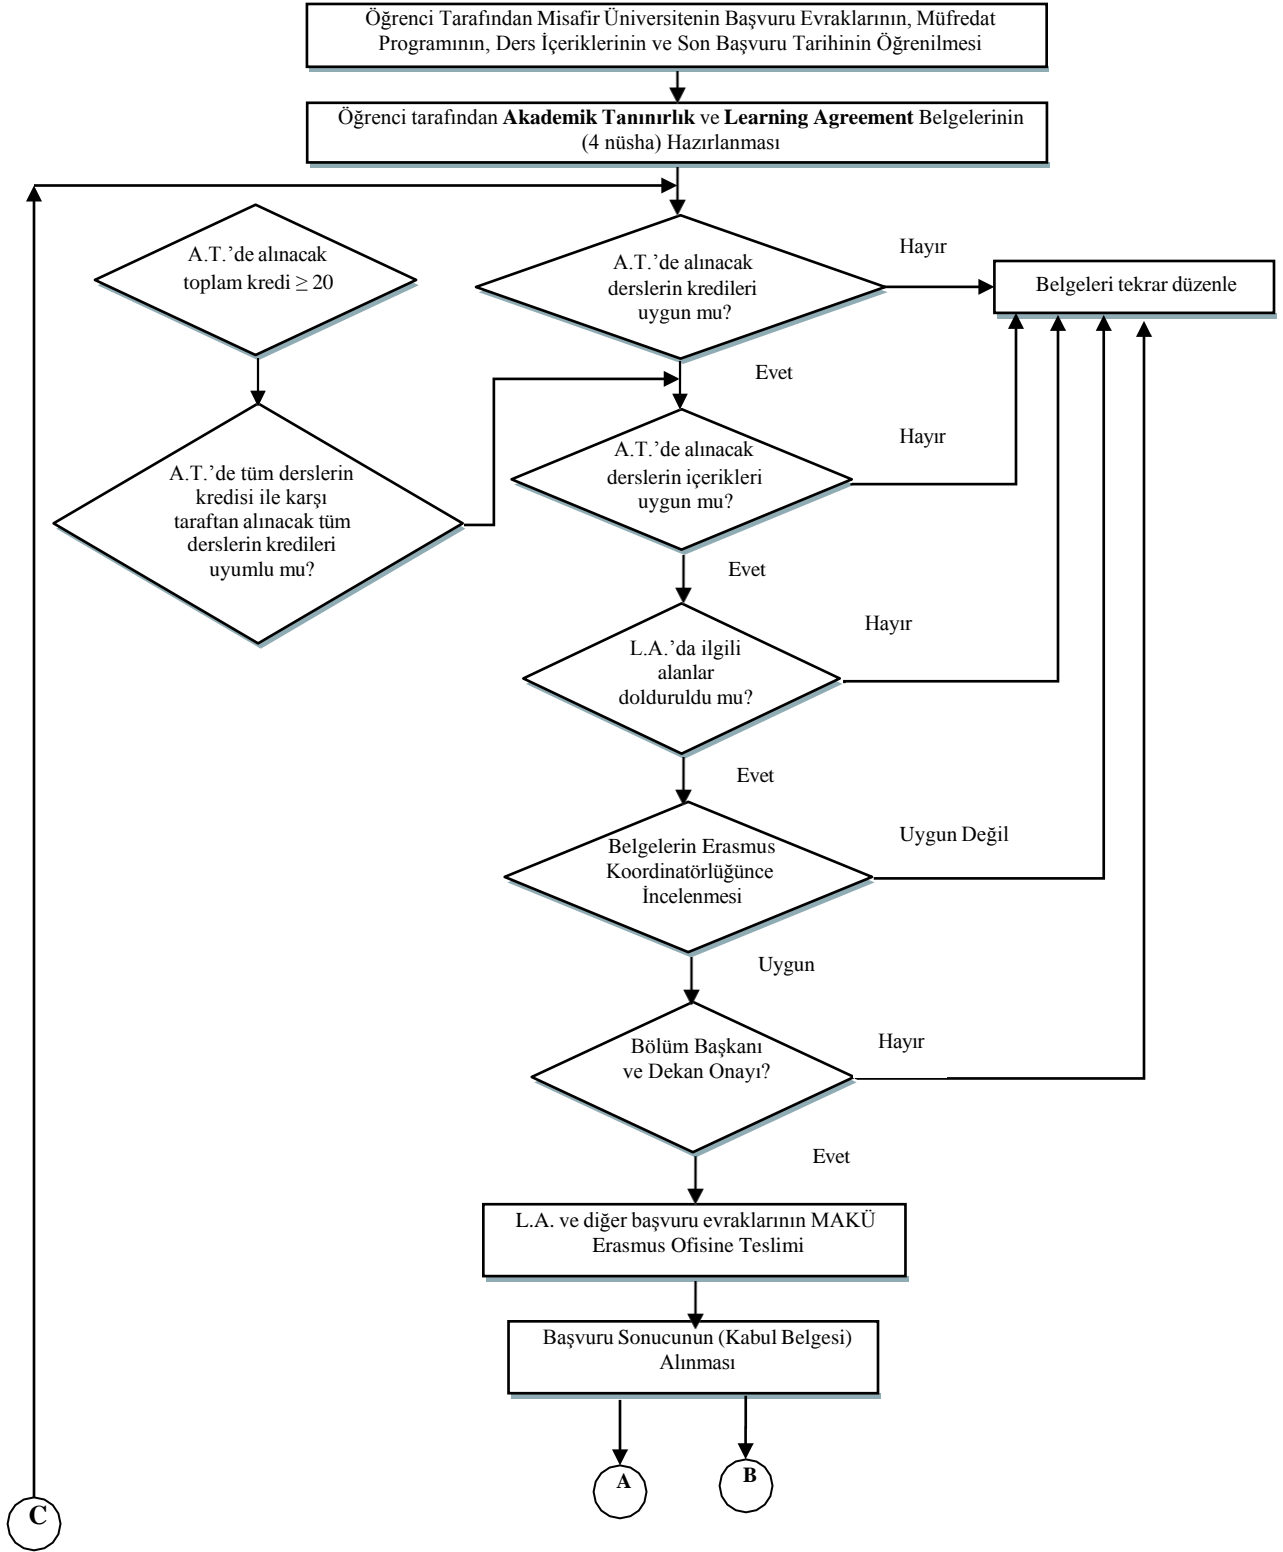 Öğrenci Tarafından Misafir Üniversitenin Başvuru Evraklarının, Müfredat
Programının, Ders İçeriklerinin ve Son Başvuru Tarihinin Öğrenilmesi
Öğrenci tarafından Akademik Tanınırlık ve Learning Agreement Belgelerinin
(4 nüsha) Hazırlanması
A.T.’de alınacak
toplam kredi ≥ 20
A.T.’de alınacak
derslerin kredileri
uygun mu?
Hayır
Belgeleri tekrar düzenle
Evet
A.T.’de tüm derslerin
kredisi ile karşı
taraftan alınacak tüm
derslerin kredileri
uyumlu mu?
A.T.’de alınacak
derslerin içerikleri
uygun mu?
Hayır
Evet
L.A.’da ilgili
alanlar
dolduruldu mu?
Hayır
Evet
Belgelerin Erasmus
Koordinatörlüğünce
İncelenmesi
Uygun Değil
Uygun
Bölüm Başkanı
ve Dekan Onayı?
Hayır
Evet
L.A. ve diğer başvuru evraklarının MAKÜ
Erasmus Ofisine Teslimi
Başvuru Sonucunun (Kabul Belgesi)
Alınması
A
B
C